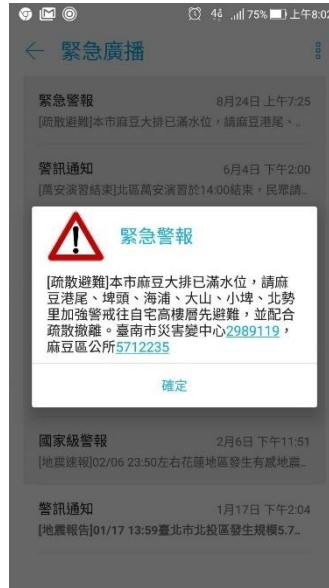 4G 75% 上午8:02
緊急廣播
緊急警報 8月24日 上午7:25
[疏散避難]本市麻豆大排已滿水位，請麻豆港尾、..
警訊通知 6月4日 下午2:00
[萬安演習結束]北區萬安演習於14:00結束，民眾請..
緊急警報
[疏散避難]本市麻豆大排已滿水位，請麻
豆港尾、埤頭、海浦、大山、小埤、北勢
里加強警戒往自宅高樓層先避難，並配合
疏散撤離。臺南市災害變中心2989119，
麻豆區公所5712235
確定
國家級警報 2月6日 下午11:51
[地震速報]02/06 23:50左右花蓮地區發生有感地震..
警訊通知 1月17日 下午2:04
[地震報告]01/17 13:59臺北市北投區發生規模5.7..